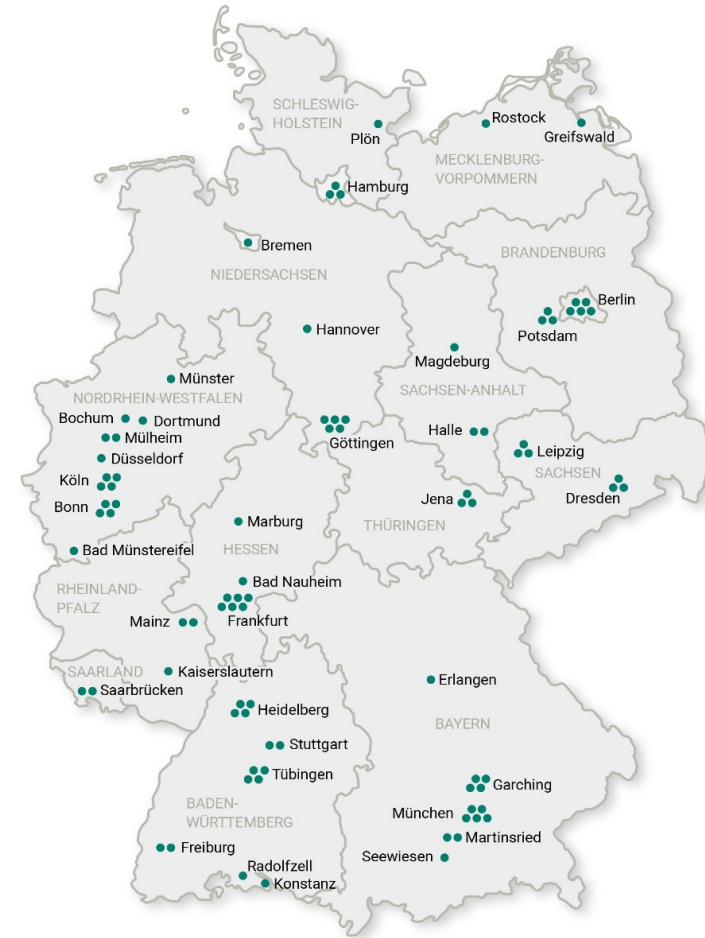 SCHLESWIG-
HOLSTEIN
Plön
Rostock
Greifswald
MECKLENBURG-
VORPOMMERN
Hamburg
Bremen
NIEDERSACHSEN
BRANDENBURG
Berlin
Potsdam
Hannover
Magdeburg
SACHSEN-ANHALT
Münster
NORDRHEIN-WESTFALEN
Bochum
Dortmund
Mülheim
Düsseldorf
Köln
Bonn
Bad Münstereifel
Göttingen
Halle
Leipzig
SACHSEN
Dresden
Jena
THÜRINGEN
Marburg
HESSEN
Bad Nauheim
Frankfurt
RHEINLAND-
PFALZ
Mainz
SAARLAND
Kaiserslautern
Saarbrücken
Erlangen
BAYERN
Heidelberg
Stuttgart
Tübingen
BADEN-
WÜRTTEMBERG
Freiburg
Radolfzell
Konstanz
Garching
München
Martinsried
Seewiesen